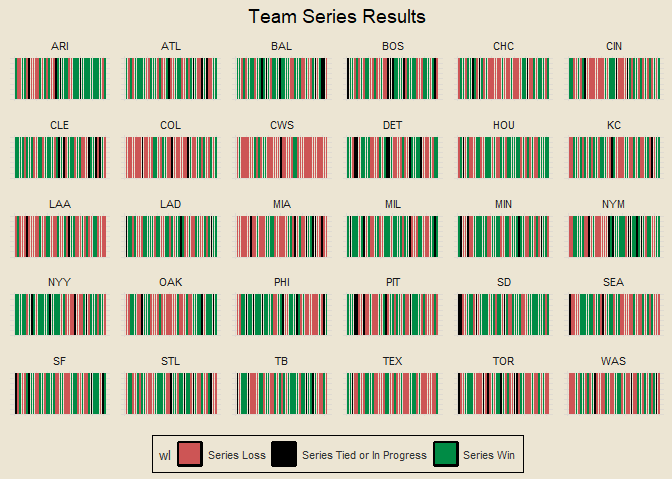 Team Series Results
ARI ATL BAL BOS CHC CIN
CLE COL CWS DET HOU KC
LAA LAD MIA MIL MIN NYM
NYY OAK PHI PIT SD SEA
SF STL TB TEX TOR WAS
wl Series Loss Series Tied or In Progress Series Win